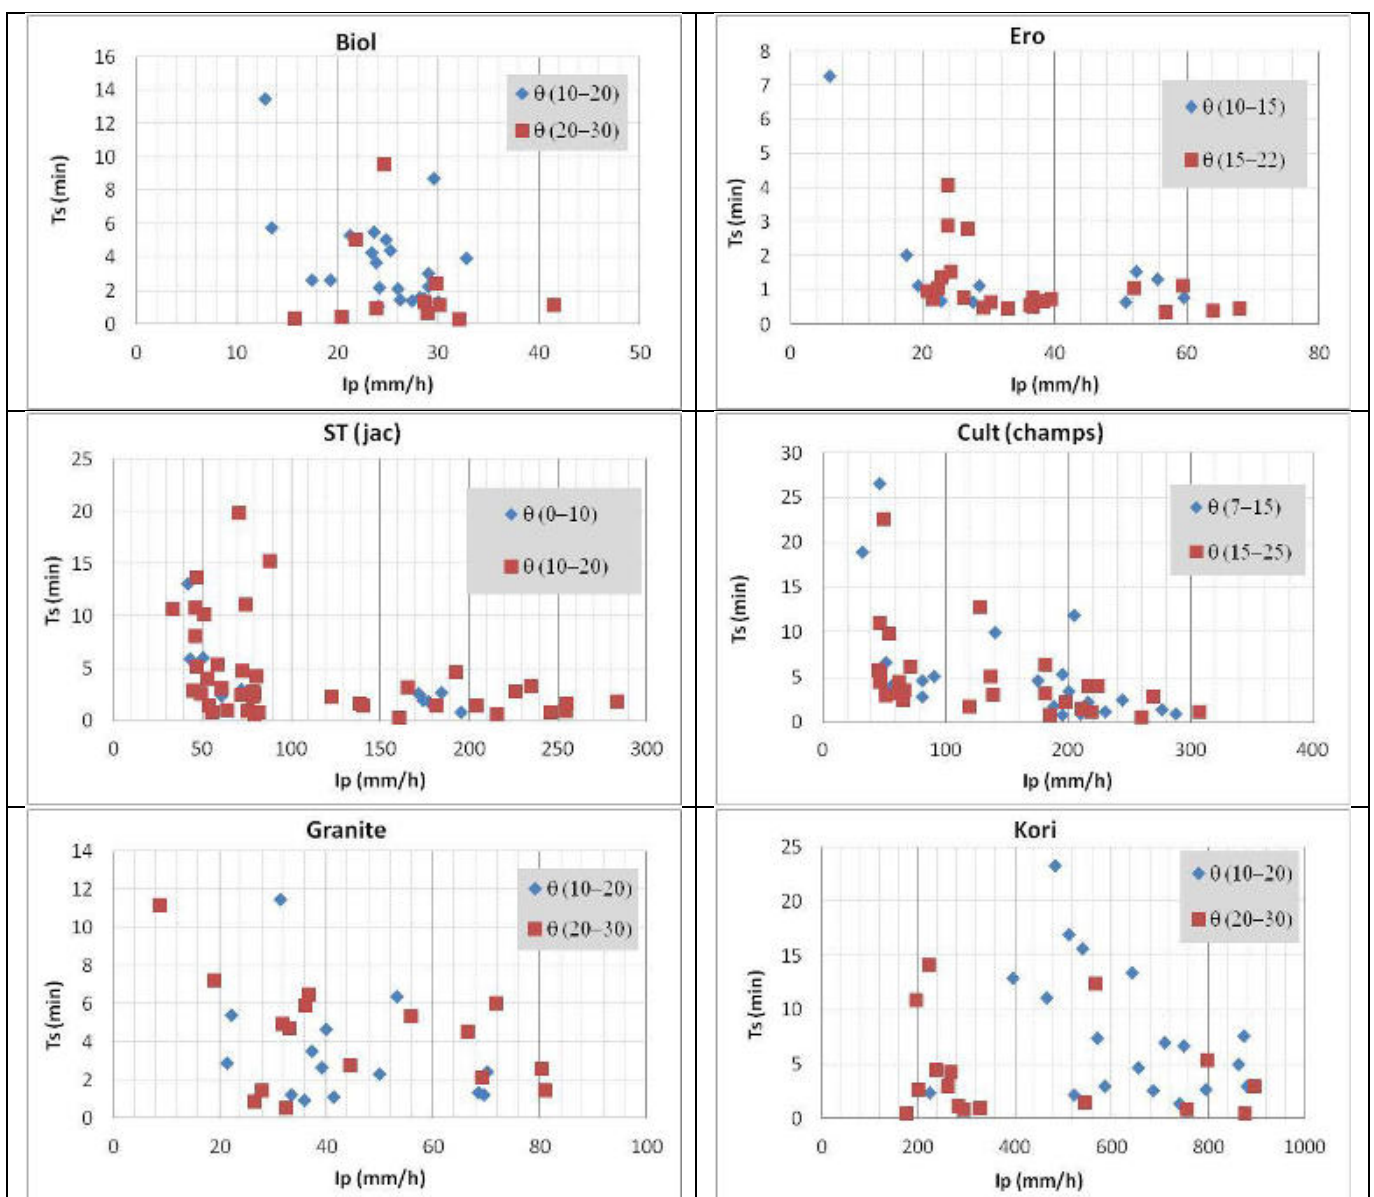 Biol
16
14
12
10
8
6
4
2
0
Ts (min)
θ (10–20)
θ (20–30)
0 10 20 30 40 50
Ip (mm/h)
Ero
8
7
6
5
4
3
2
1
0
Ts (min)
θ (10–15)
θ (15–22)
0 20 40 60 80
Ip (mm/h)
ST (jac)
25
20
15
10
5
0
Ts (min)
θ (0–10)
θ (10–20)
0 50 100 150 200 250 300
Ip (mm/h)
Cult (champs)
30
25
20
15
10
5
0
Ts (min)
θ (7–15)
θ (15–25)
0 100 200 300 400
Ip (mm/h)
Granite
14
12
10
8
6
4
2
0
Ts (min)
θ (10–20)
θ (20–30)
0 20 40 60 80 100
Ip (mm/h)
Kori
25
20
15
10
5
0
Ts (min)
θ (10–20)
θ (20–30)
0 200 400 600 800 1000
Ip (mm/h)